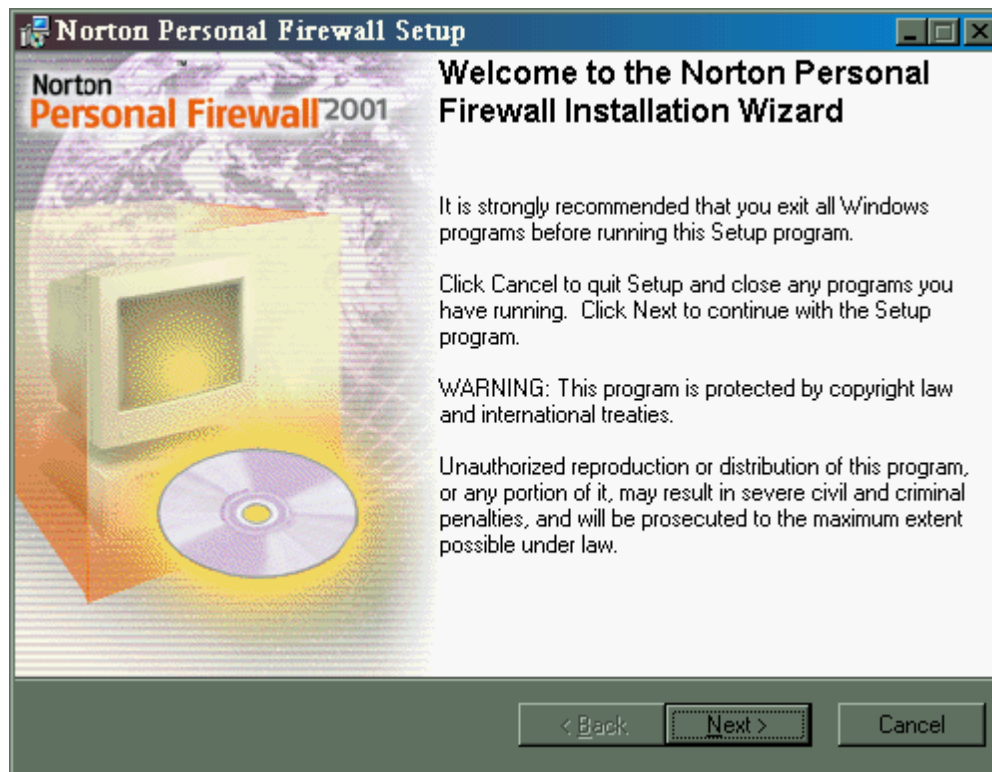 Norton Personal Firewall Setup
Norton™
Personal Firewall™ 2001
Welcome to the Norton Personal
Firewall Installation Wizard
It is strongly recommended that you exit all Windows
programs before running this Setup program.
Click Cancel to quit Setup and close any programs you
have running. Click Next to continue with the Setup
program.
WARNING: This program is protected by copyright law
and international treaties.
Unauthorized reproduction or distribution of this program,
or any portion of it, may result in severe civil and criminal
penalties, and will be prosecuted to the maximum extent
possible under law.
< Back
Next >
Cancel